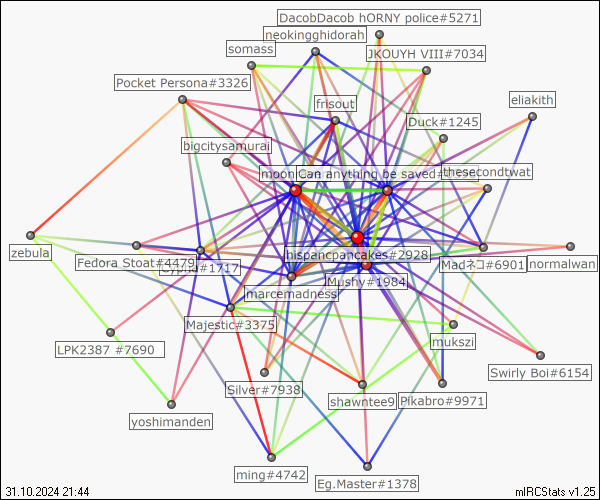 DacobDacob hORNY police#5271
neokingghidorah
somass
JKOUYH VIII#7034
Pocket Persona#3326
eliakith
frisout
Duck#1245
bigcitysamurai
moon
Can anything be saved
thesecondtwat
zebula
hispancpancakes#2928
Fedora_Stoat#4479
#1717
Madネコ#6901
normalwan
Mushy#1984
marcemadness
Majestic#3375
mukszi
LPK2387 #7690
Swirly Boi#6154
Silver#7938
shawntee9
Pikabro#9971
yoshimanden
ming#4742
Eg.Master#1378
31.10.2024 21:44
mIRCStats v1.25